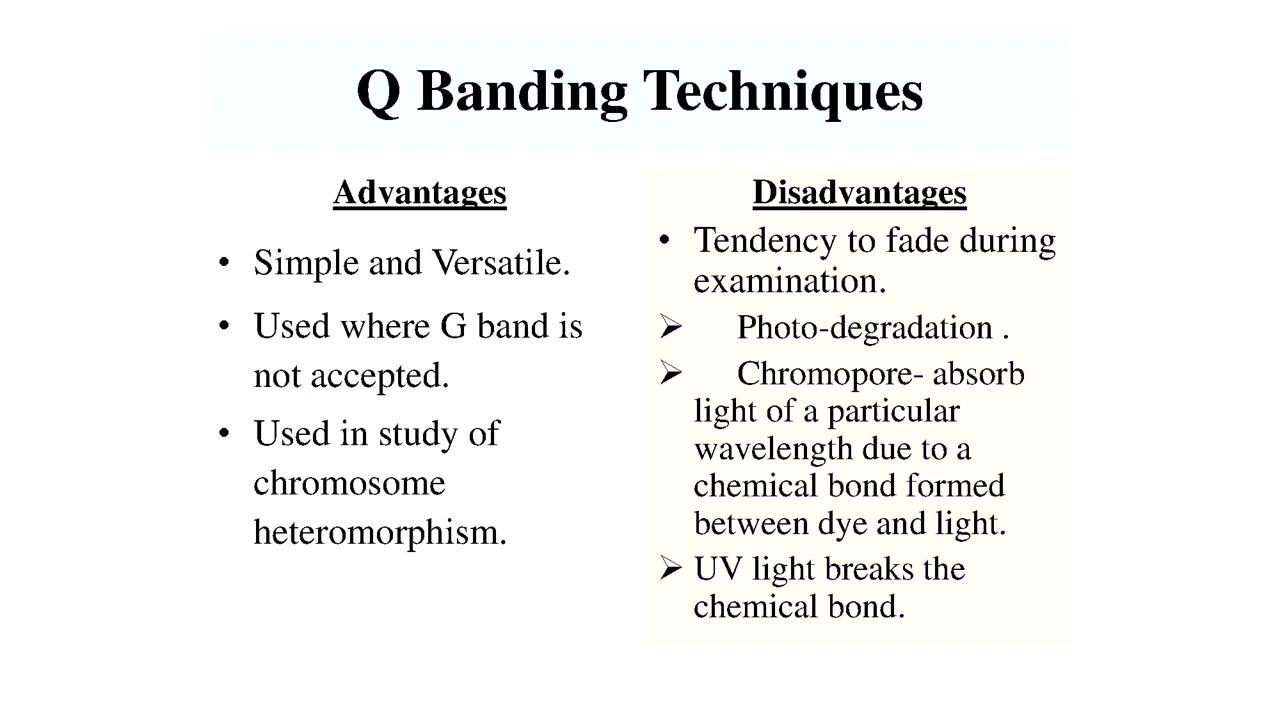 Q Banding Techniques
Advantages
• Simple and Versatile.
• Used where G band is
not accepted.
• Used in study of
chromosome
heteromorphism.
Disadvantages
• Tendency to fade during
examination.
➢ Photo-degradation .
➢ Chromopore- absorb
light of a particular
wavelength due to a
chemical bond formed
between dye and light.
➢ UV light breaks the
chemical bond.